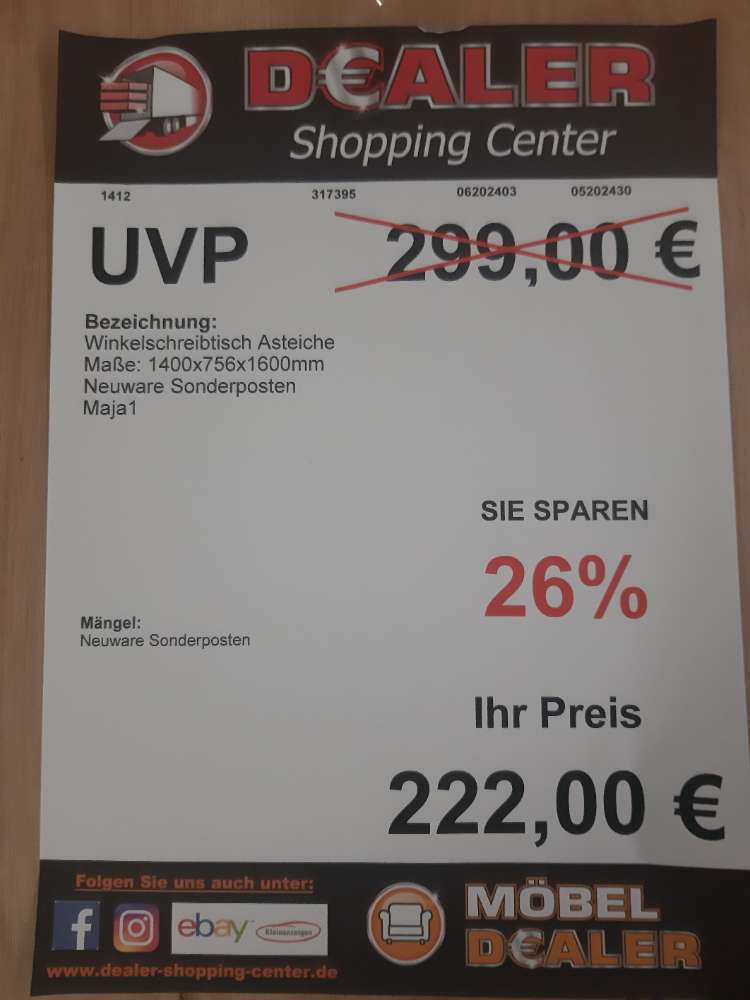 D€ALER
Shopping Center
1412 317395 06202403 05202430
UVP 299,00 €
Bezeichnung:
Winkelschreibtisch Asteiche
Maße: 1400x756x1600mm
Neuware Sonderposten
Maja1
SIE SPAREN
26%
Mängel:
Neuware Sonderposten
Ihr Preis
222,00 €
Folgen Sie uns auch unter:
f ebay Kleinanzeigen
www.dealer-shopping-center.de
MÖBEL
D€ALER